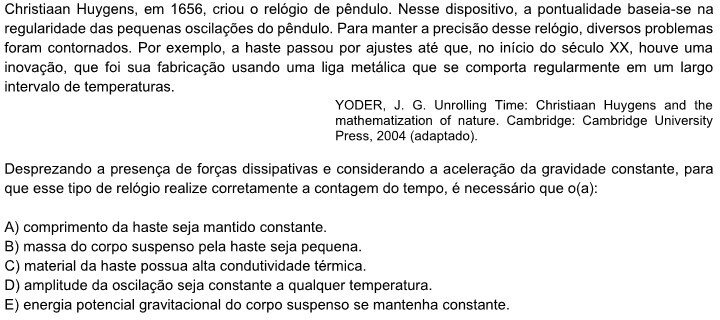 Christiaan Huygens, em 1656, criou o relógio de pêndulo. Nesse dispositivo, a pontualidade baseia-se na
regularidade das pequenas oscilações do pêndulo. Para manter a precisão desse relógio, diversos problemas
foram contornados. Por exemplo, a haste passou por ajustes até que, no início do século XX, houve uma
inovação, que foi sua fabricação usando uma liga metálica que se comporta regularmente em um largo
intervalo de temperaturas.
YODER, J. G. Unrolling Time: Christiaan Huygens and the
mathematization of nature. Cambridge: Cambridge University
Press, 2004 (adaptado).
Desprezando a presença de forças dissipativas e considerando a aceleração da gravidade constante, para
que esse tipo de relógio realize corretamente a contagem do tempo, é necessário que o(a):
A) comprimento da haste seja mantido constante.
B) massa do corpo suspenso pela haste seja pequena.
C) material da haste possua alta condutividade térmica.
D) amplitude da oscilação seja constante a qualquer temperatura.
E) energia potencial gravitacional do corpo suspenso se mantenha constante.